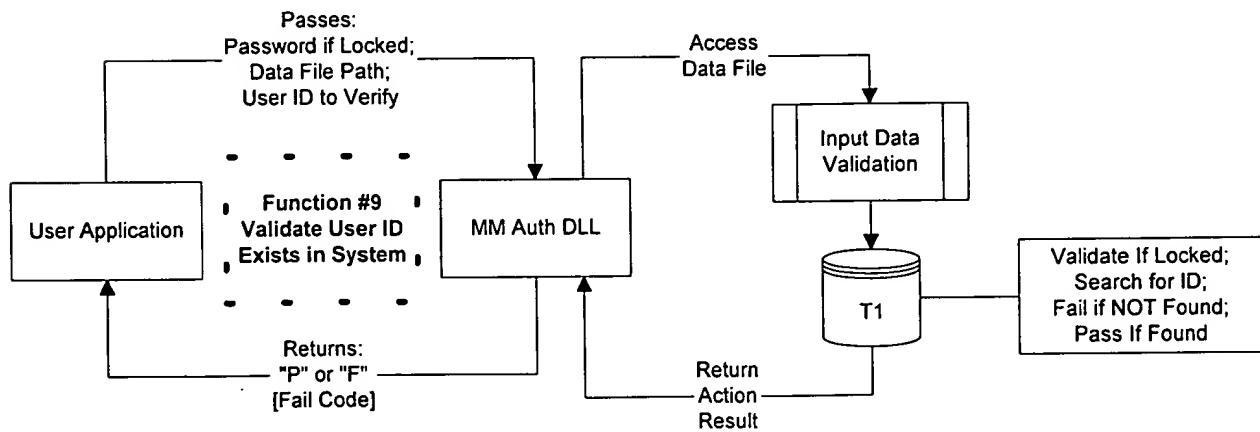 Passes:
Password if Locked;
Data File Path;
User ID to Verify
Access
Data File
Input Data
Validation
User Application
Function #9
Validate User ID
Exists in System
MM Auth DLL
T1
Validate If Locked;
Search for ID;
Fail if NOT Found;
Pass If Found
Returns:
"P" or "F"
[Fail Code]
Return
Action
Result